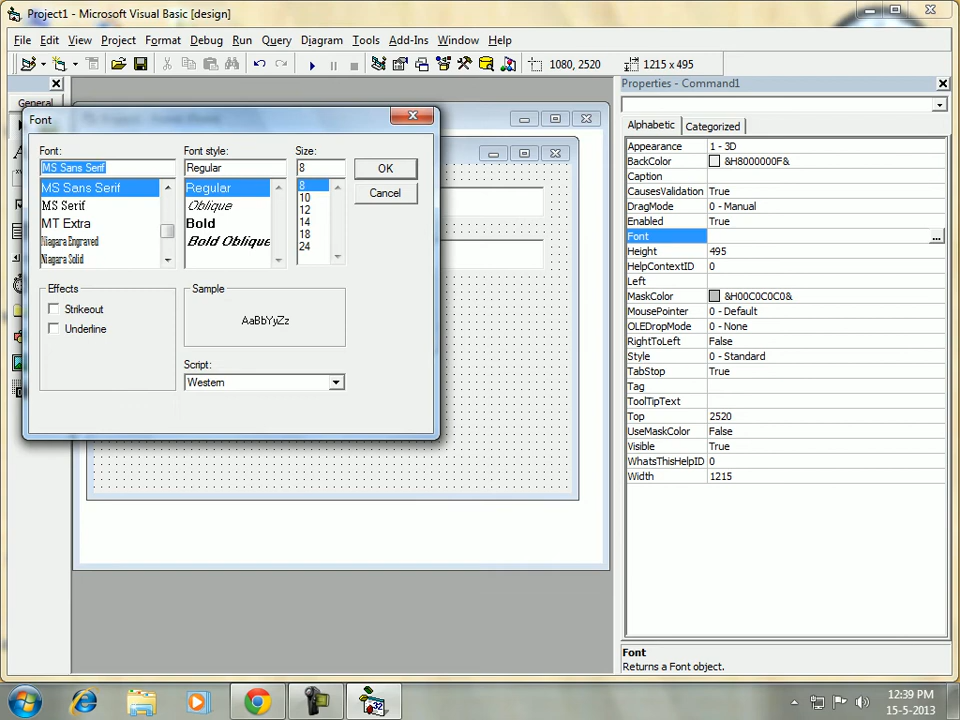 Project1 - Microsoft Visual Basic [design]
File Edit View Project Format Debug Run Query Diagram Tools Add-Ins Window Help
1080, 2520 1215 x 495
General
Properties - Command1
Alphabetic Categorized
Appearance 1 - 3D
BackColor &H8000000F&
Caption
CausesValidation True
DragMode 0 - Manual
Enabled True
Font ...
Height 495
HelpContextID 0
Left
MaskColor &H00C0C0C0&
MousePointer 0 - Default
OLEDropMode 0 - None
RightToLeft False
Style 0 - Standard
TabStop True
Tag
ToolTipText
Top 2520
UseMaskColor False
Visible True
WhatsThisHelpID 0
Width 1215
Font
Returns a Font object.
Font
Font: Font style: Size:
MS Sans Serif Regular 8
MS Sans Serif Regular 8
MS Serif Oblique 10
MT Extra Bold 12
Niagara Engraved Bold Oblique 14
Niagara Solid 18
24
OK
Cancel
Effects
Strikeout
Underline
Sample
AaBbYyZz
Script:
Western
12:39 PM
15-5-2013